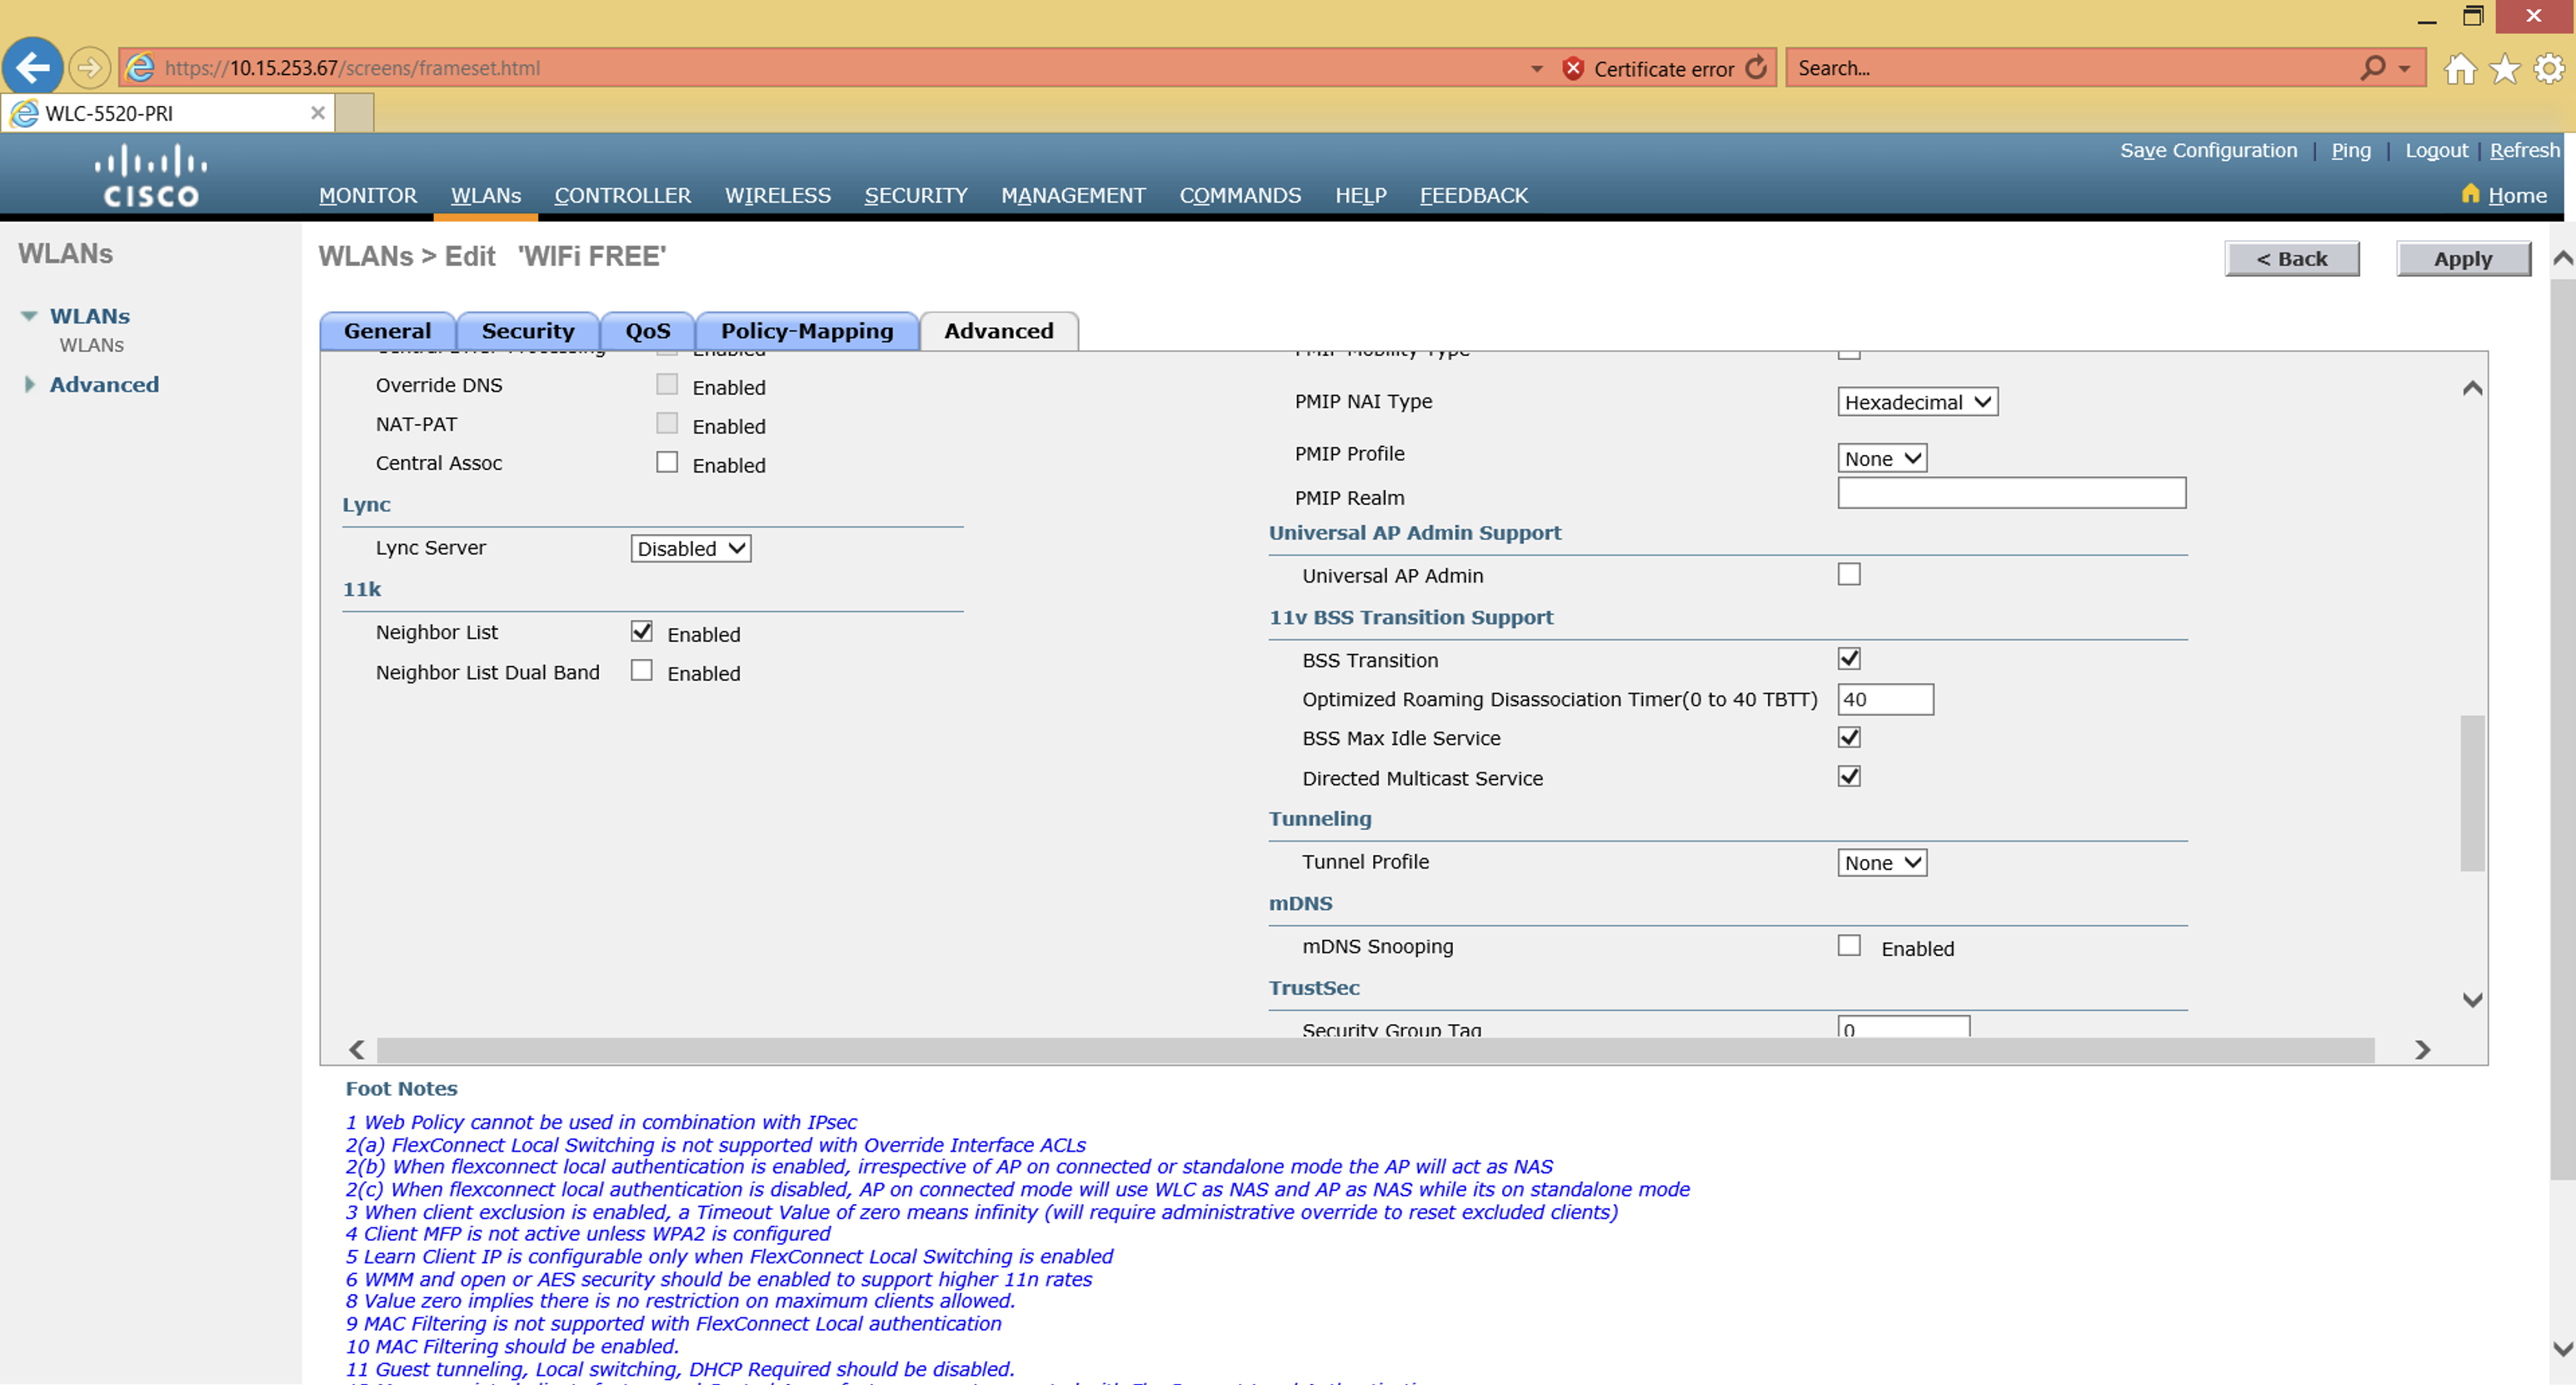 https://10.15.253.67/screens/frameset.html
Certificate error
Search...
WLC-5520-PRI
Save Configuration | Ping | Logout | Refresh
CISCO
MONITOR WLANs CONTROLLER WIRELESS SECURITY MANAGEMENT COMMANDS HELP FEEDBACK
Home
WLANs
WLANs
WLANs
Advanced
WLANs > Edit 'WIFi FREE'
< Back
Apply
General Security QoS Policy-Mapping Advanced
Enabled
Override DNS Enabled
NAT-PAT Enabled
Central Assoc Enabled
Lync
Lync Server Disabled
11k
Neighbor List Enabled
Neighbor List Dual Band Enabled
PMIP Mobility Type
PMIP NAI Type Hexadecimal
PMIP Profile None
PMIP Realm
Universal AP Admin Support
Universal AP Admin
11v BSS Transition Support
BSS Transition
Optimized Roaming Disassociation Timer(0 to 40 TBTT) 40
BSS Max Idle Service
Directed Multicast Service
Tunneling
Tunnel Profile None
mDNS
mDNS Snooping Enabled
TrustSec
Security Group Tag 0
Foot Notes
1 Web Policy cannot be used in combination with IPsec
2(a) FlexConnect Local Switching is not supported with Override Interface ACLs
2(b) When flexconnect local authentication is enabled, irrespective of AP on connected or standalone mode the AP will act as NAS
2(c) When flexconnect local authentication is disabled, AP on connected mode will use WLC as NAS and AP as NAS while its on standalone mode
3 When client exclusion is enabled, a Timeout Value of zero means infinity (will require administrative override to reset excluded clients)
4 Client MFP is not active unless WPA2 is configured
5 Learn Client IP is configurable only when FlexConnect Local Switching is enabled
6 WMM and open or AES security should be enabled to support higher 11n rates
8 Value zero implies there is no restriction on maximum clients allowed.
9 MAC Filtering is not supported with FlexConnect Local authentication
10 MAC Filtering should be enabled.
11 Guest tunneling, Local switching, DHCP Required should be disabled.